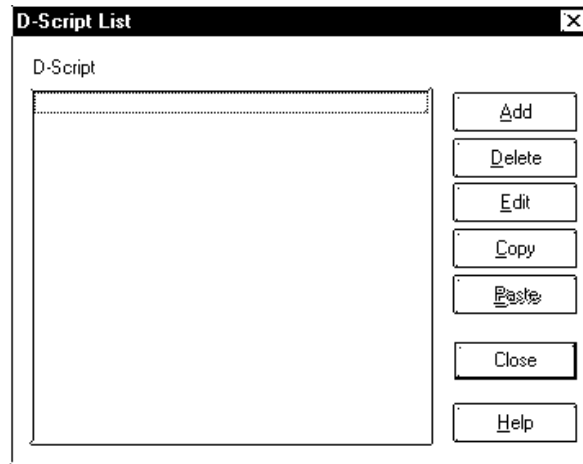 D-Script List
D-Script
Add
Delete
Edit
Copy
Paste
Close
Help